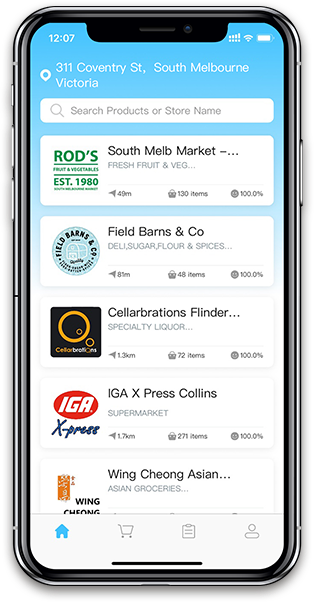 12:07
311 Coventry St, South Melbourne
Victoria
Search Products or Store Name
ROD'S
FRUIT & VEGETABLES
EST. 1980
SOUTH MELBOURNE MARKET
South Melb Market –...
FRESH FRUIT & VEG...
49m
130 items
100.0%
FIELD BARNS & CO
Field Barns & Co
DELI,SUGAR,FLOUR & SPICES...
81m
48 items
100.0%
Cellarbrations
Cellarbrations Flinder...
SPECIALTY LIQUOR...
1.3km
72 items
100.0%
IGA
X-press
IGA X Press Collins
SUPERMARKET
1.7km
271 items
100.0%
WING
CHEONG
Wing Cheong Asian...
ASIAN GROCERIES...